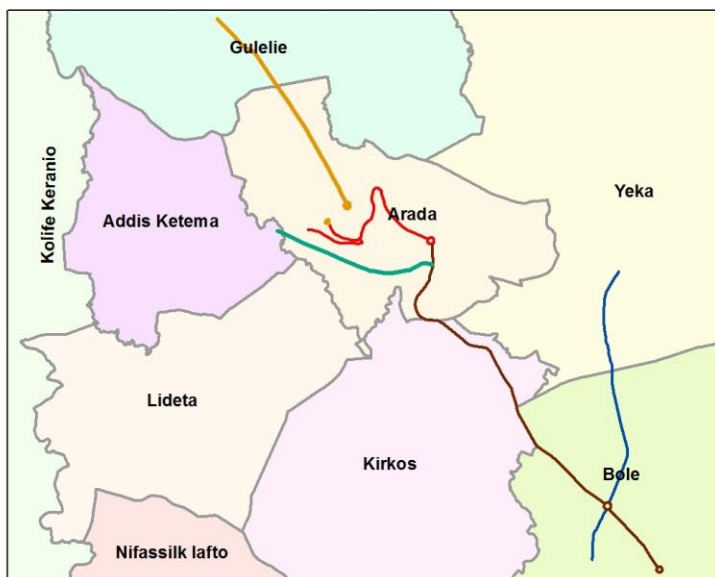 Gulelie
Yeka
Kolife Keranio
Addis Ketema
Arada
Lideta
Kirkos
Bole
Nifassilk lafto